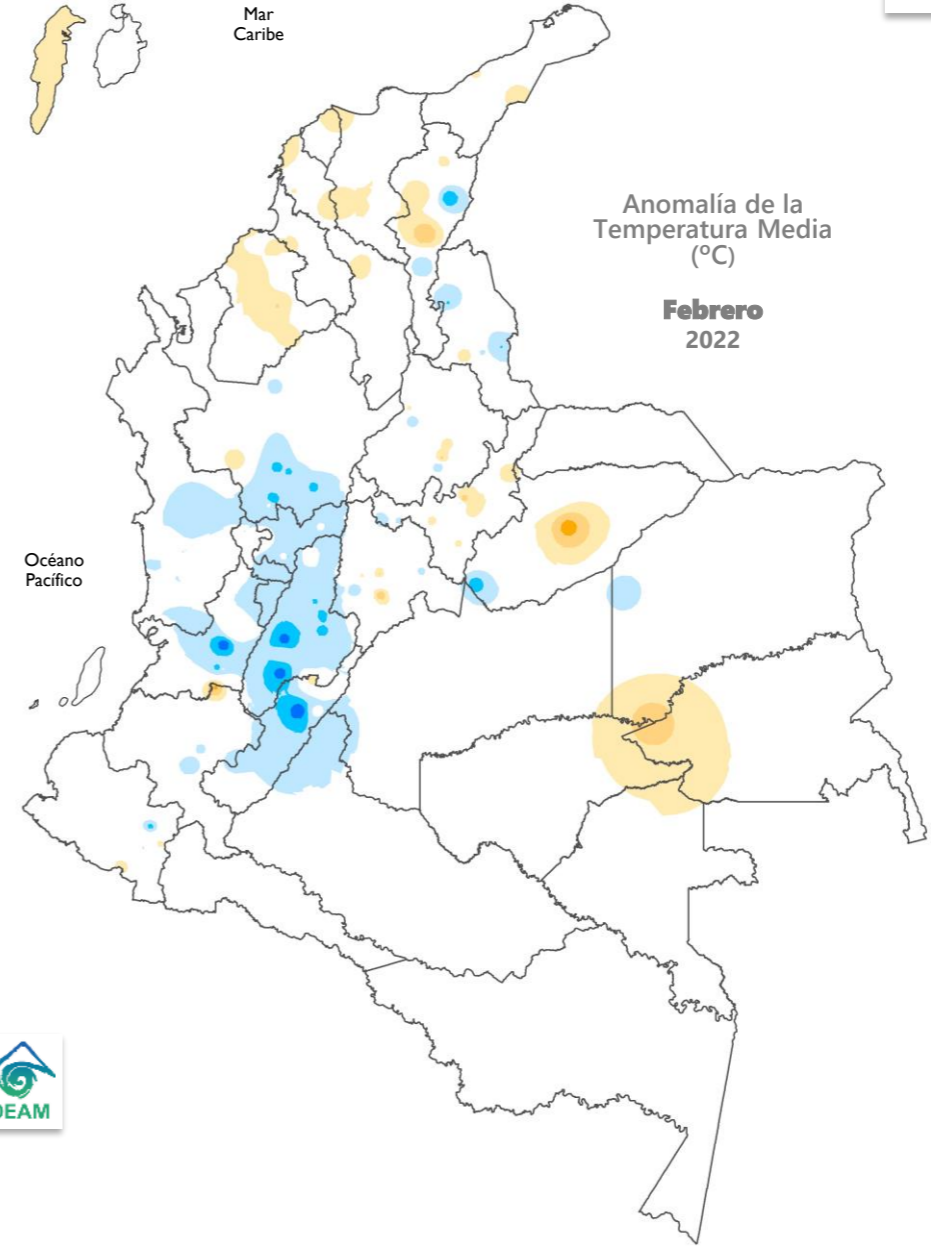 Mar
Caribe
Anomalía de la
Temperatura Media
(ºC)
Febrero
2022
Océano
Pacífico
DEAM